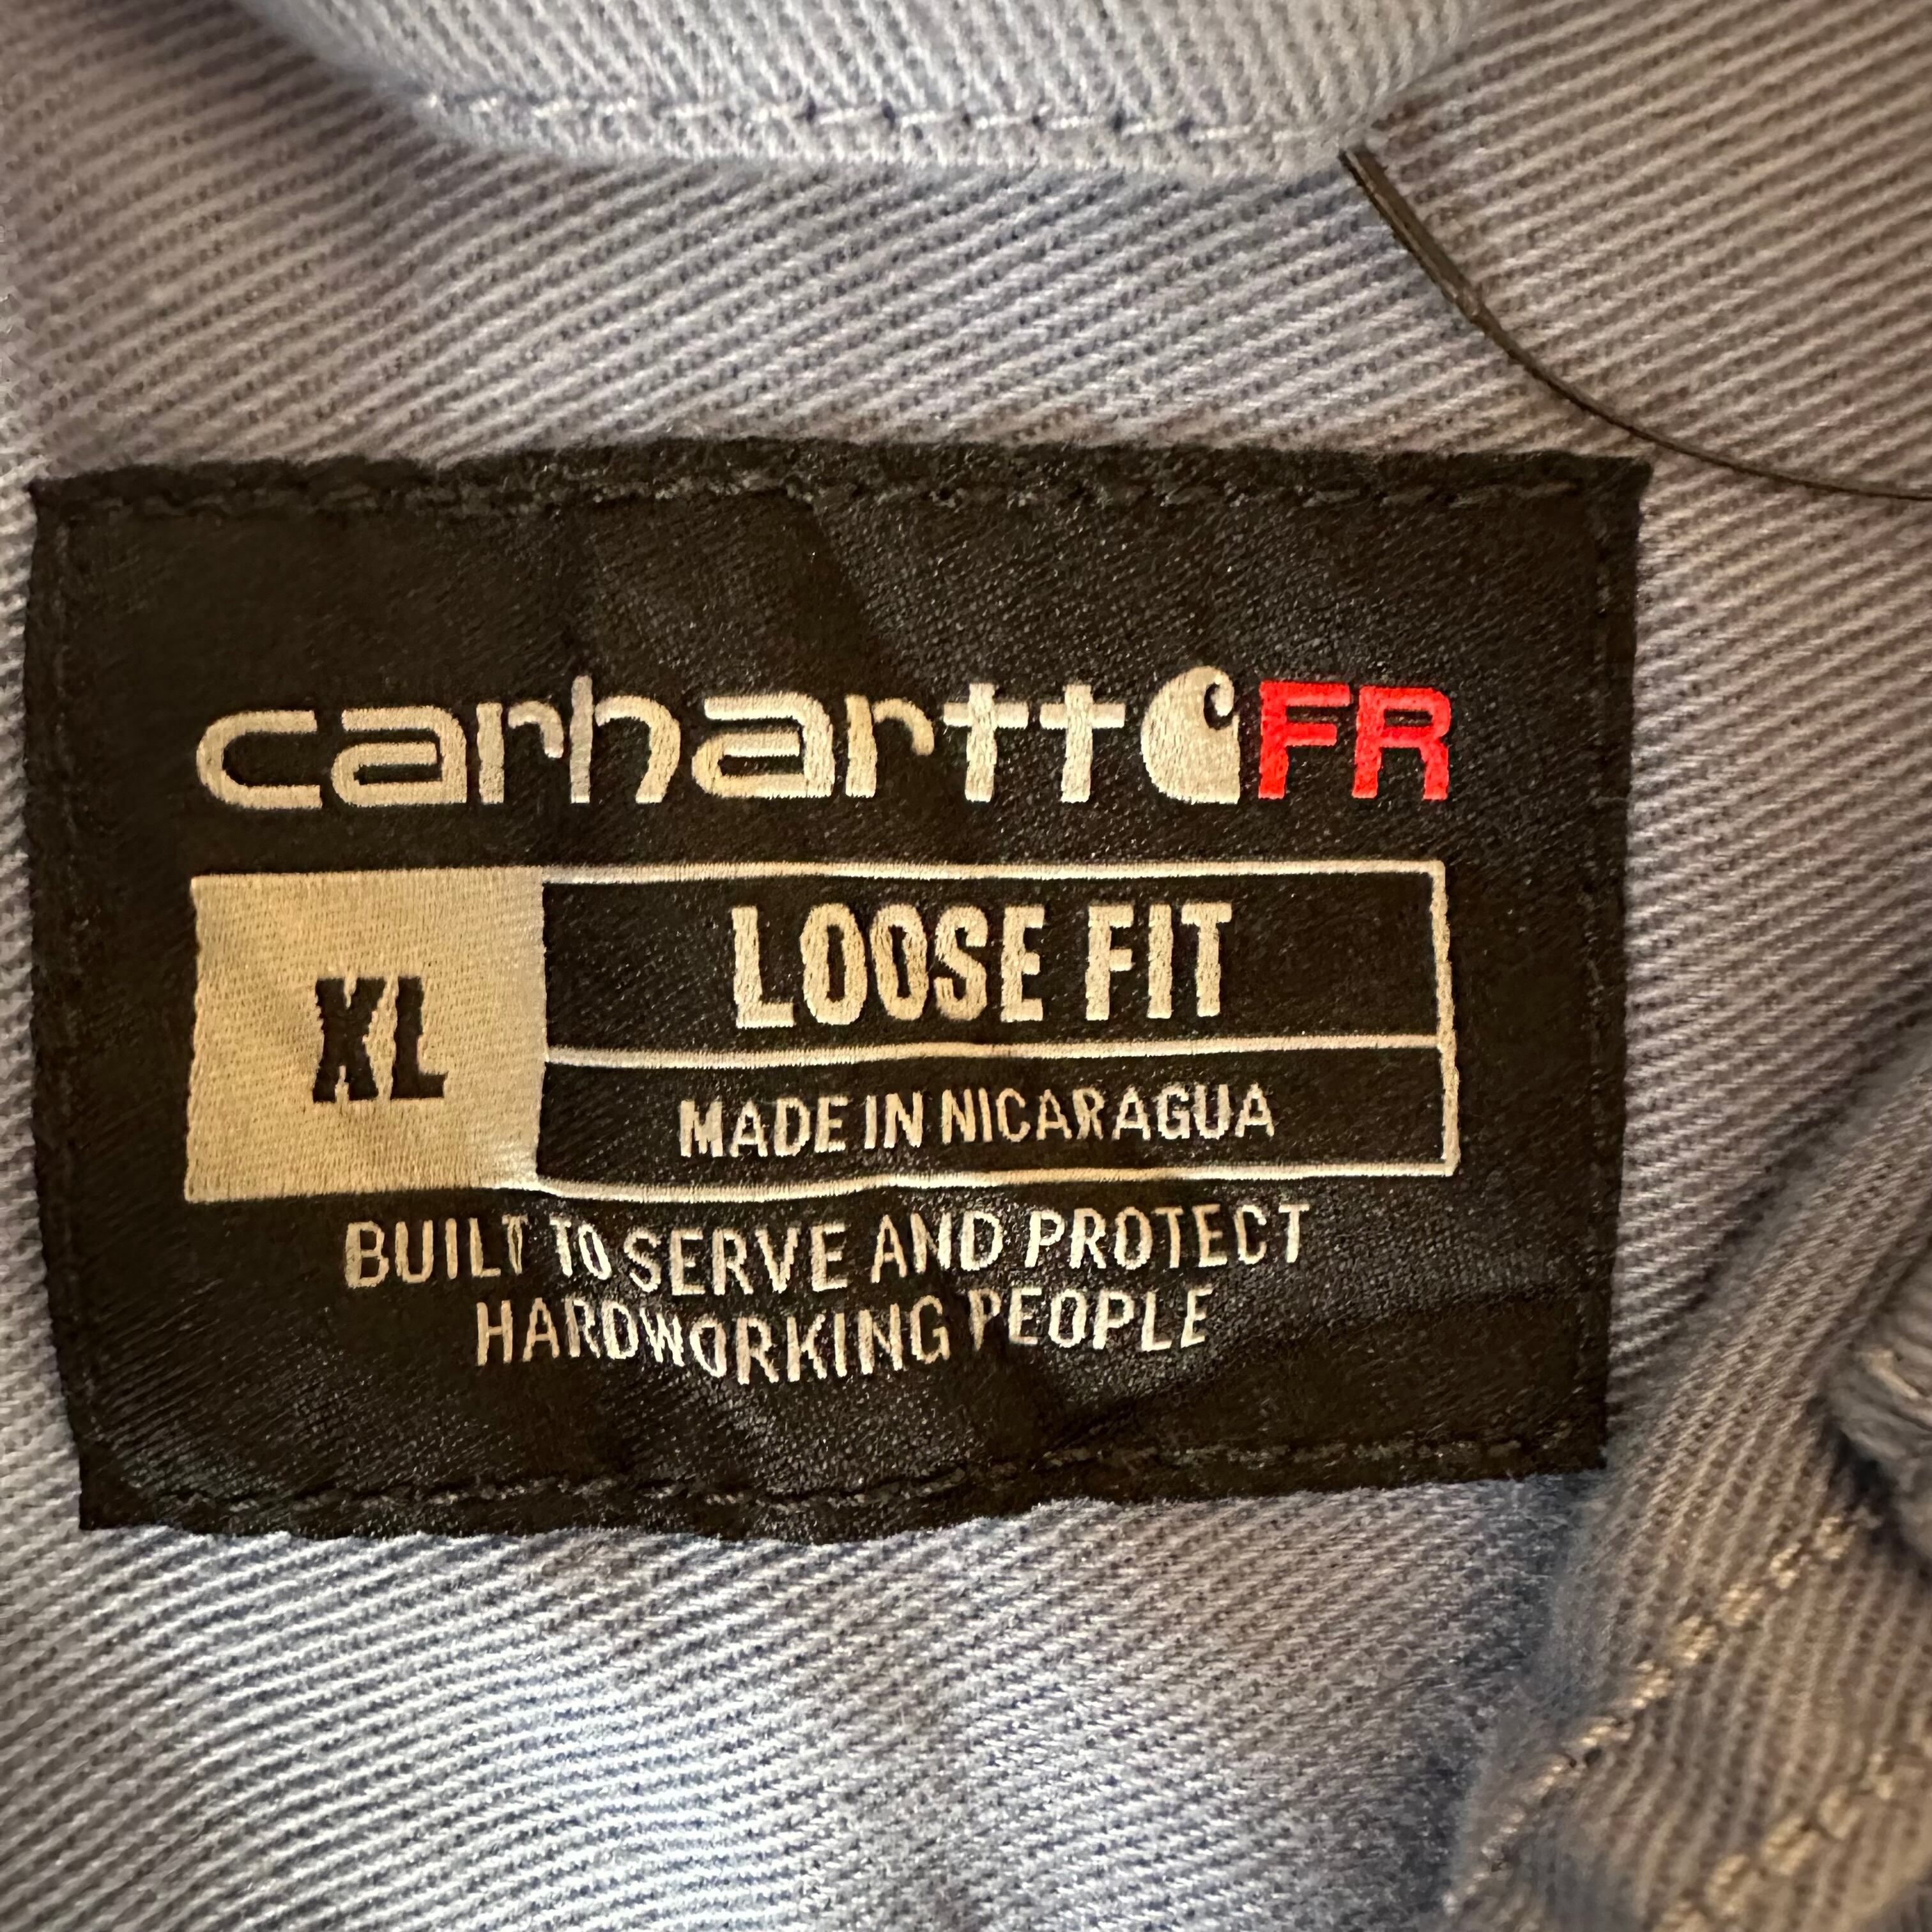 carhartt FR
XL
LOOSE FIT
MADE IN NICARAGUA
BUILT TO SERVE AND PROTECT
HARDWORKING PEOPLE